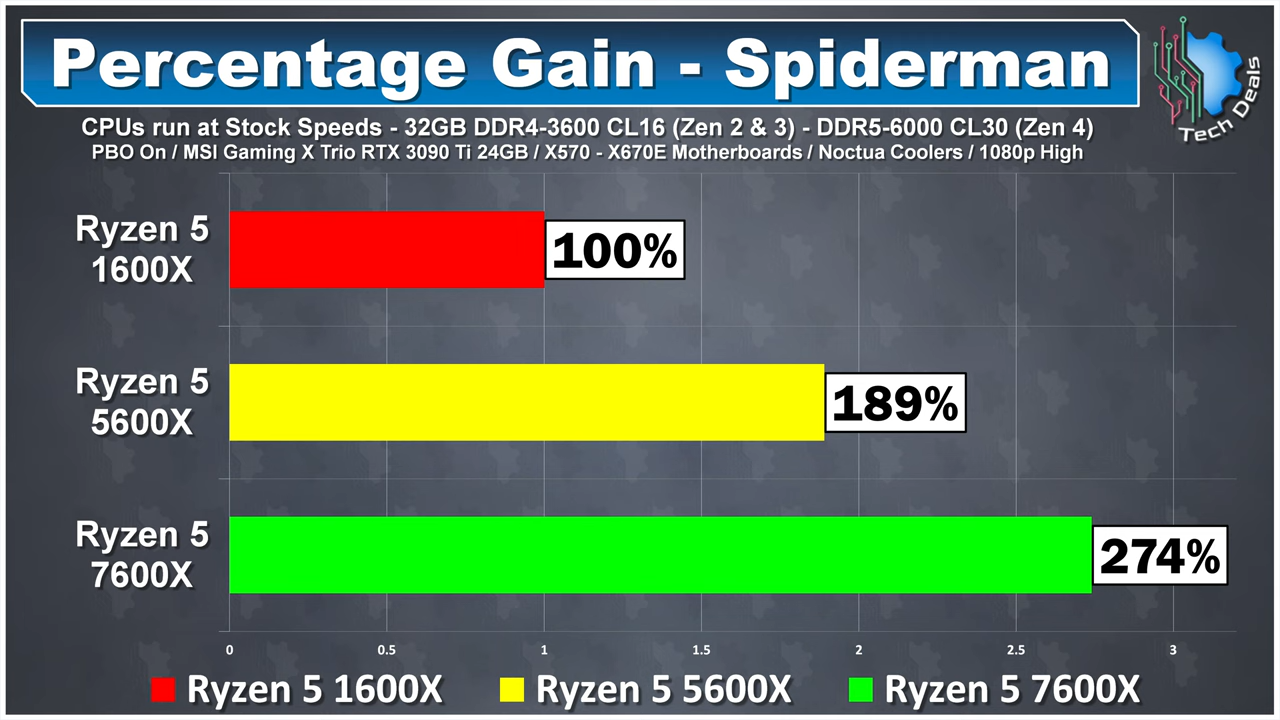 Percentage Gain - Spiderman
Tech Deals
CPUs run at Stock Speeds - 32GB DDR4-3600 CL16 (Zen 2 & 3) - DDR5-6000 CL30 (Zen 4)
PBO On / MSI Gaming X Trio RTX 3090 Ti 24GB / X570 - X670E Motherboards / Noctua Coolers / 1080p High
Ryzen 5
1600X
100%
Ryzen 5
5600X
189%
Ryzen 5
7600X
274%
0 0.5 1 1.5 2 2.5 3
Ryzen 5 1600X Ryzen 5 5600X Ryzen 5 7600X